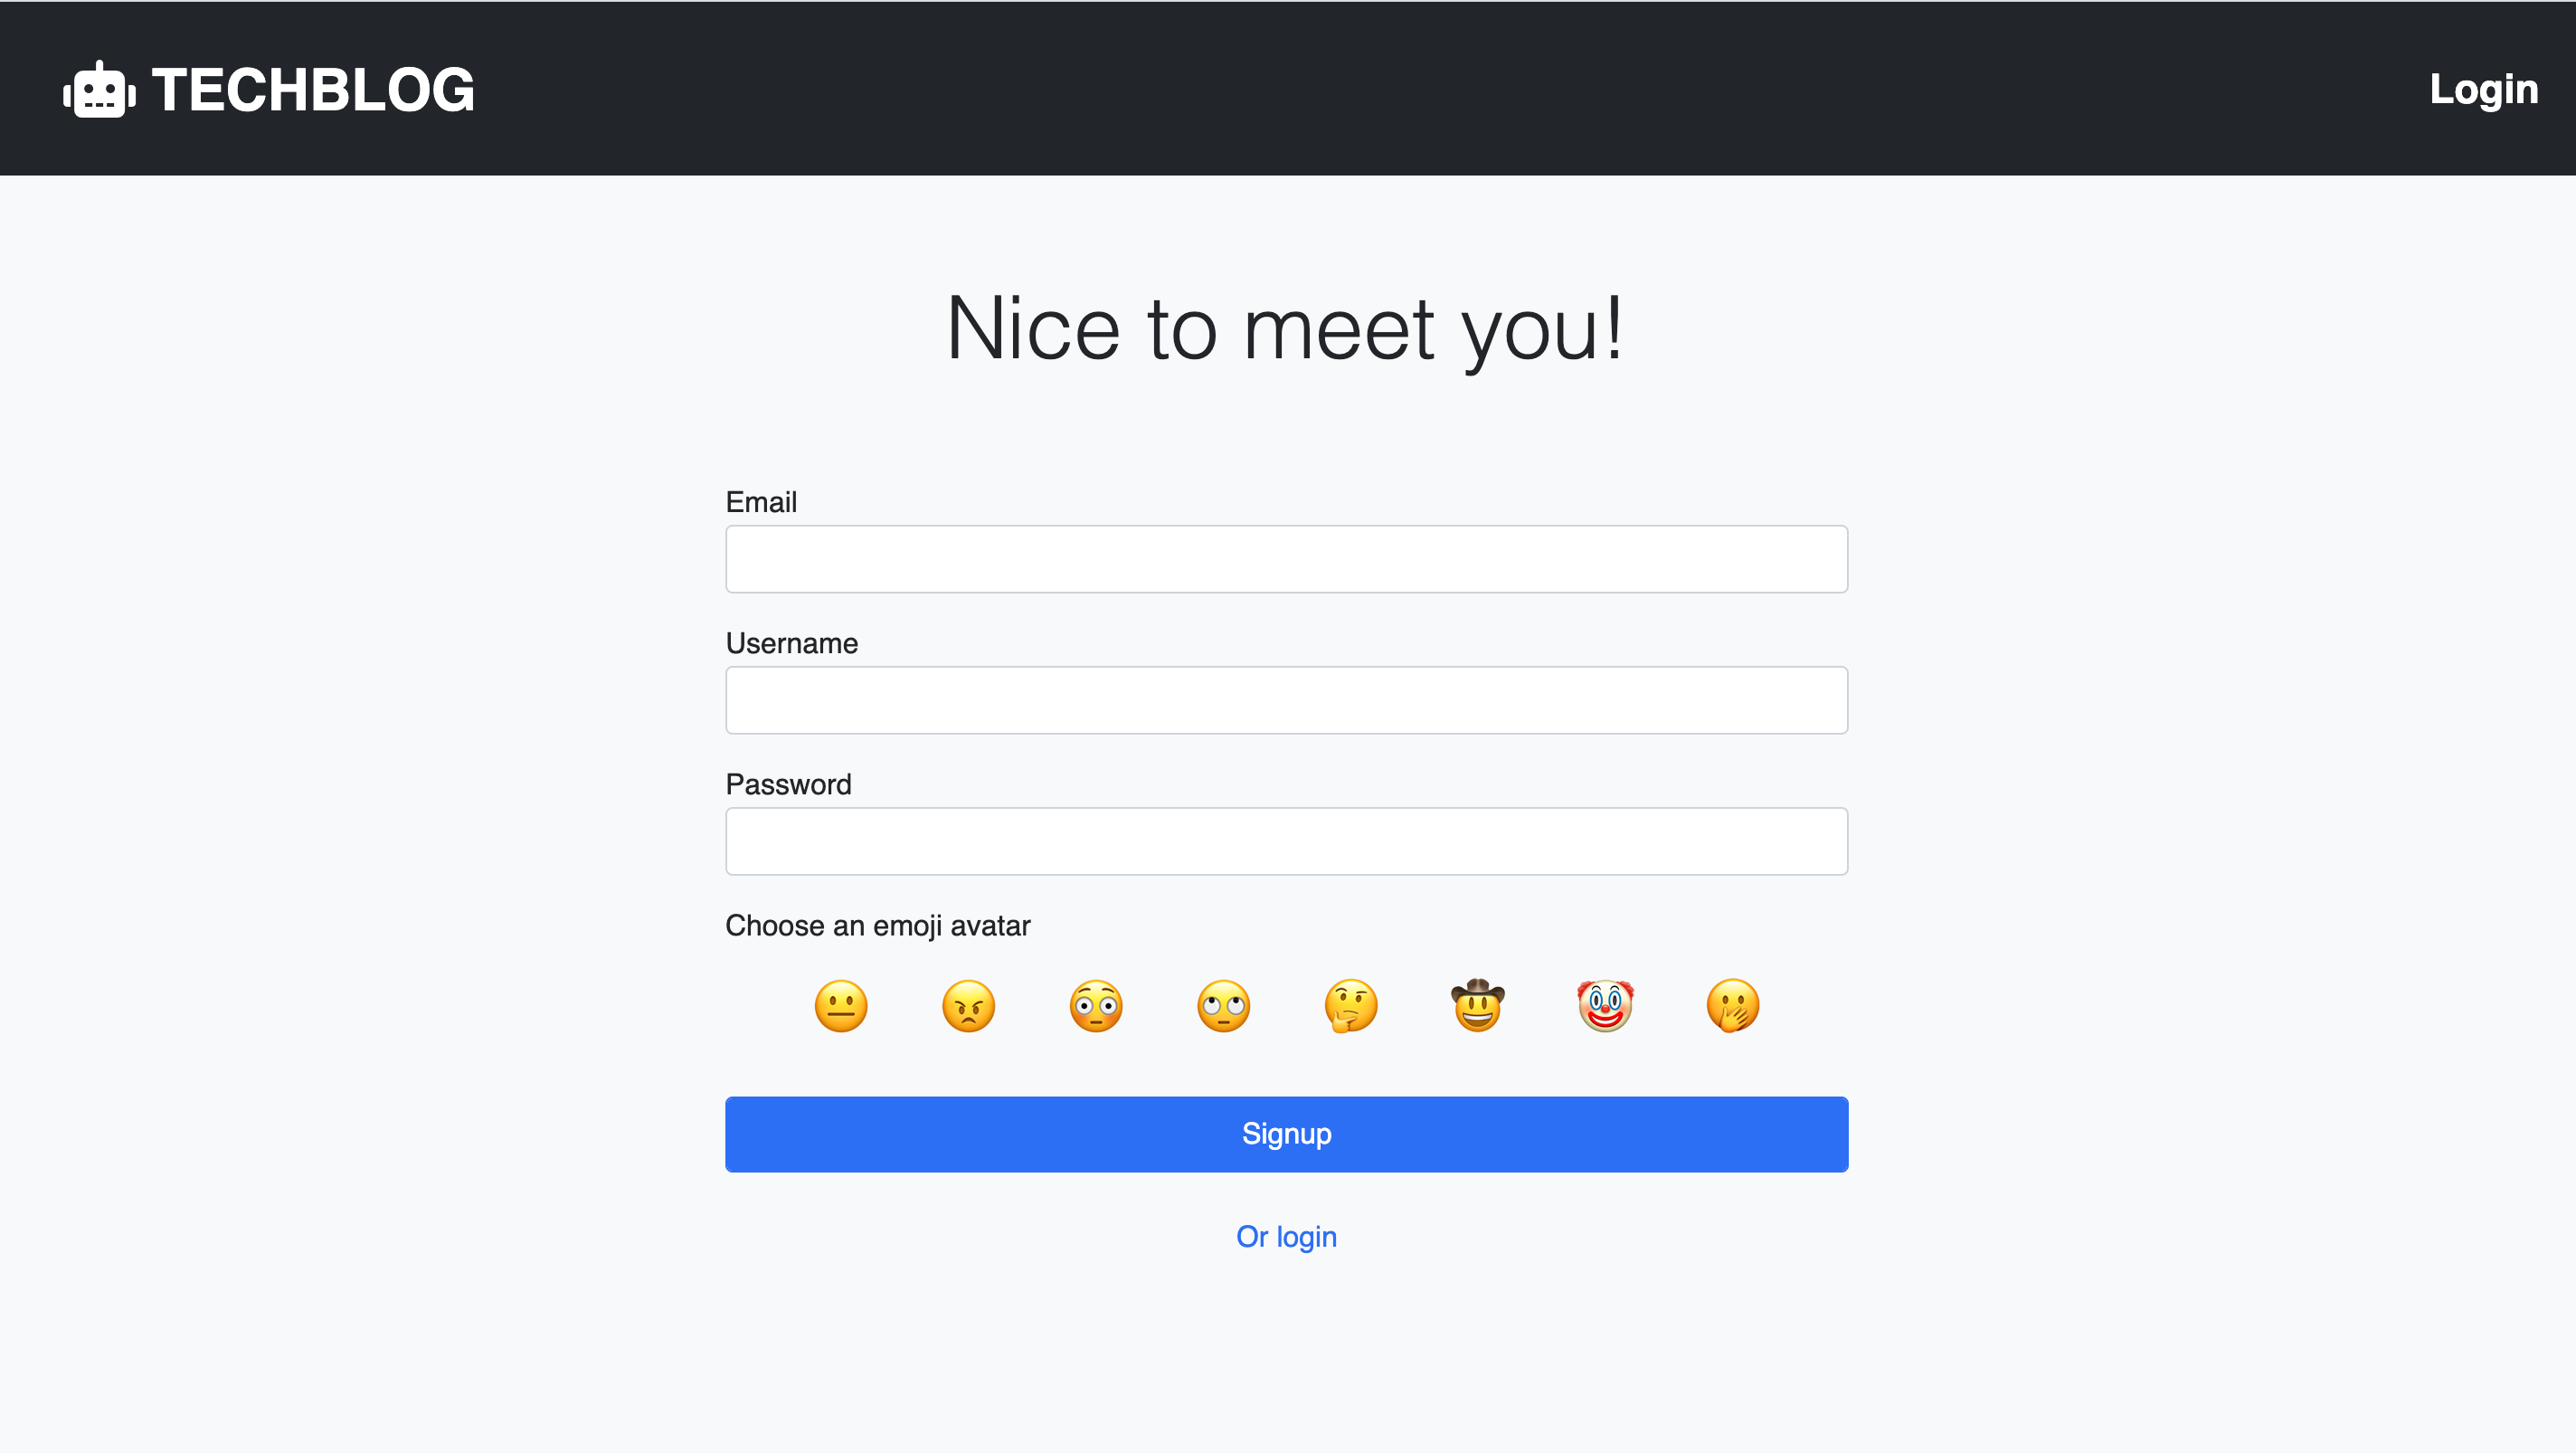 TECHBLOG
Login
Nice to meet you!
Email
Username
Password
Choose an emoji avatar
Signup
Or login